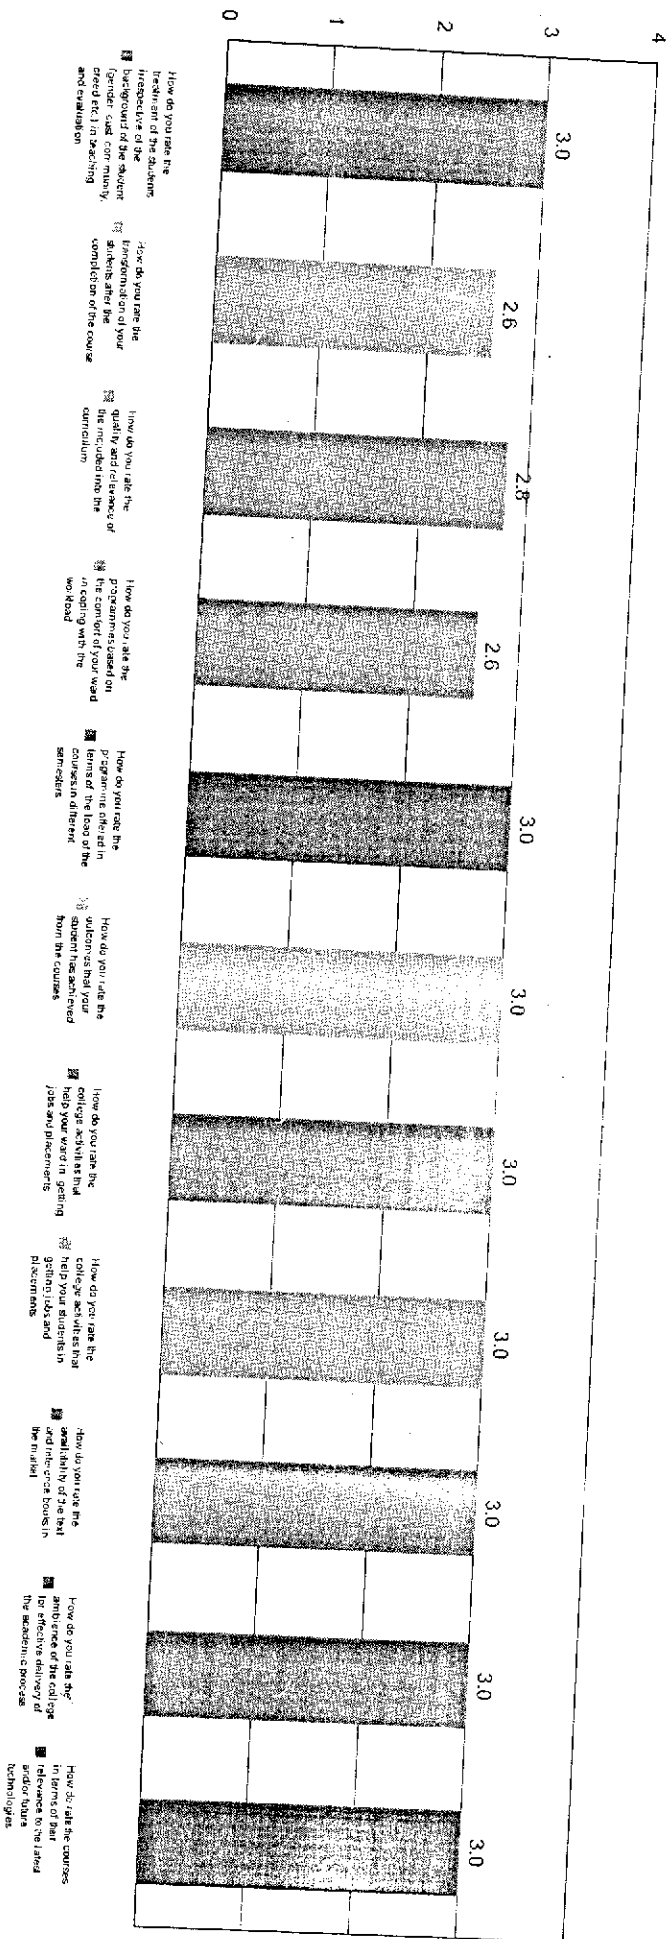 4
3
2
1
0
3.0
2.6
2.8
2.6
3.0
3.0
3.0
3.0
3.0
3.0
3.0
How do you rate the
treatment of the students
irrespective of the
background of the student
(gender, cast, community,
creed etc.) in teaching
and evaluation
How do you rate the
transformation of your
students after the
completion of the course
How do you rate the
quality and relevance of
the included into the
curriculum
How do you rate the
programmes based on
the comfort of your ward
in coping with the
workload
How do you rate the
programme offered in
terms of the load of the
courses in different
semesters
How do you rate the
outcomes that your
student has achieved
from the courses
How do you rate the
college activities that
help your ward in getting
jobs and placements
How do you rate the
college activities that
help your students in
getting jobs and
placements
How do you rate the
availability of the text
and reference books in
the market
How do you rate the
ambience of the college
for effective delivery of
the academic process
How do rate the courses
in terms of their
relevance to the latest
and/or future
technologies